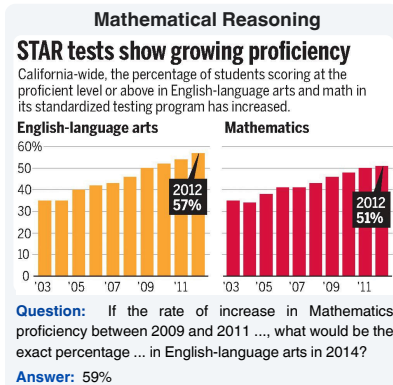 Mathematical Reasoning
STAR tests show growing proficiency
California-wide, the percentage of students scoring at the
proficient level or above in English-language arts and math in
its standardized testing program has increased.
English-language arts
60%
50
40
30
20
10
0
2012
57%
'03 '05 '07 '09 '11
Mathematics
2012
51%
'03 '05 '07 '09 '11
Question: If the rate of increase in Mathematics
proficiency between 2009 and 2011 ..., what would be the
exact percentage ... in English-language arts in 2014?
Answer: 59%